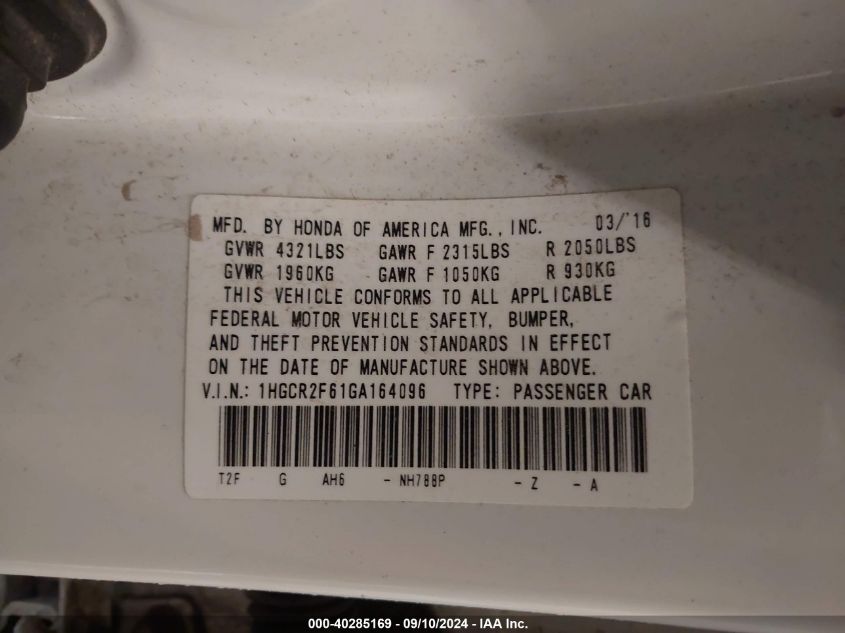 MFD. BY HONDA OF AMERICA MFG., INC. 03/'16
GVWR 4321LBS GAWR F 2315LBS R 2050LBS
GVWR 1960KG GAWR F 1050KG R 930KG
THIS VEHICLE CONFORMS TO ALL APPLICABLE
FEDERAL MOTOR VEHICLE SAFETY, BUMPER,
AND THEFT PREVENTION STANDARDS IN EFFECT
ON THE DATE OF MANUFACTURE SHOWN ABOVE.
V.I.N.: 1HGCR2F61GA164096 TYPE: PASSENGER CAR
T2F G AH6 - NH788P - Z - A
000-40285169 - 09/10/2024 - IAA Inc.